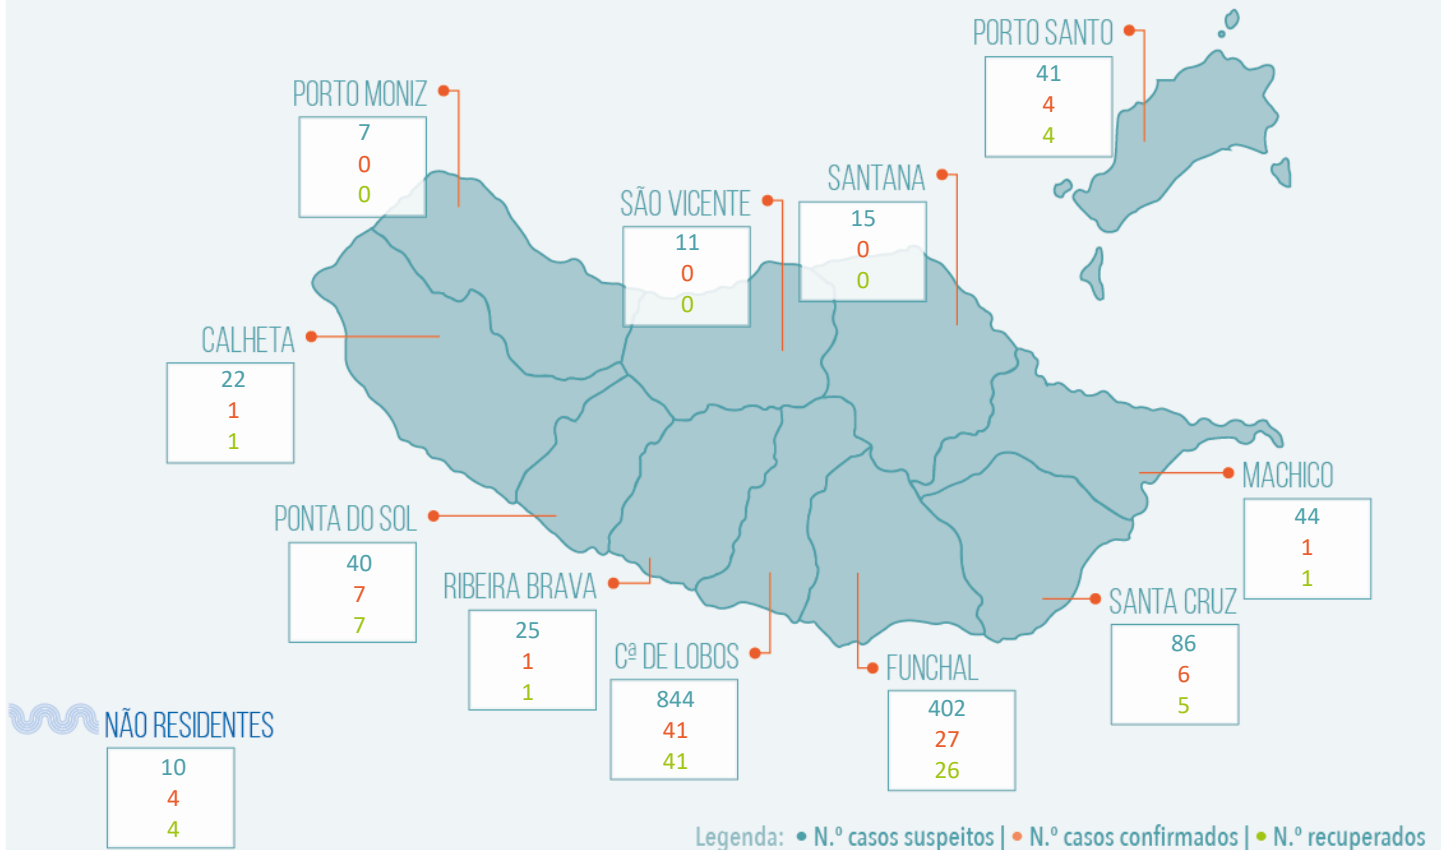 PORTO SANTO
41
4
4
PORTO MONIZ
7
0
0
SANTANA
15
0
0
SÃO VICENTE
11
0
0
CALHETA
22
1
1
MACHICO
44
1
1
PONTA DO SOL
40
7
7
RIBEIRA BRAVA
25
1
1
SANTA CRUZ
86
6
5
Cª DE LOBOS
844
41
41
FUNCHAL
402
27
26
NÃO RESIDENTES
10
4
4
Legenda: • N.º casos suspeitos | • N.º casos confirmados | • N.º recuperados